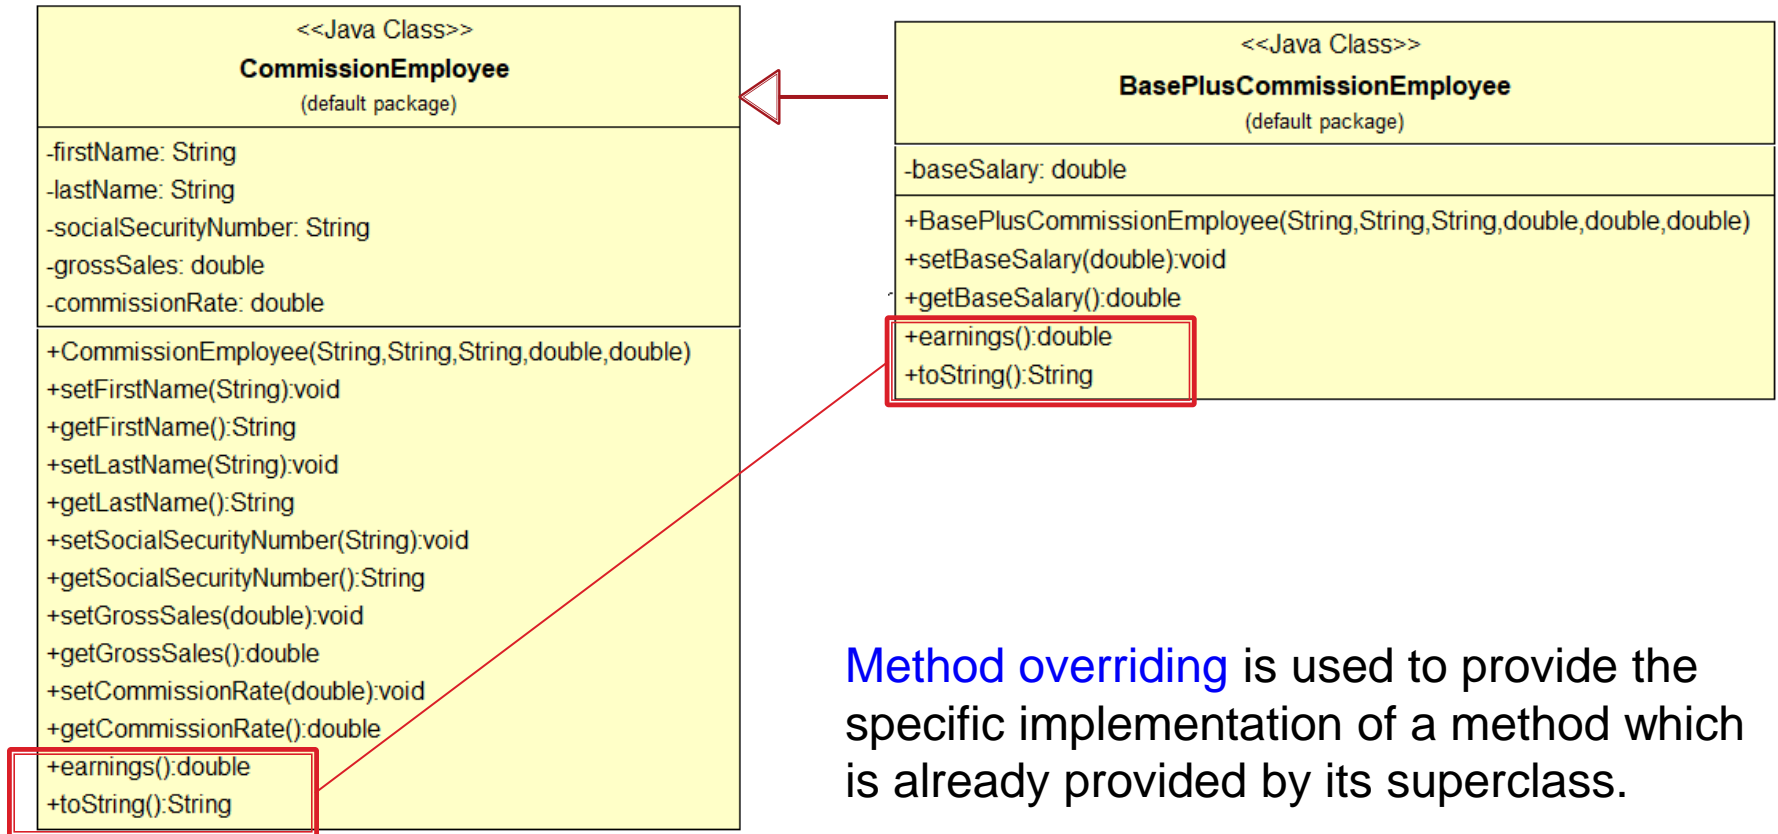 <<Java Class>>
CommissionEmployee
(default package)
-firstName: String
-lastName: String
-socialSecurityNumber: String
-grossSales: double
-commissionRate: double
+CommissionEmployee(String,String,String,double,double)
+setFirstName(String):void
+getFirstName():String
+setLastName(String):void
+getLastName():String
+setSocialSecurityNumber(String):void
+getSocialSecurityNumber():String
+setGrossSales(double):void
+getGrossSales():double
+setCommissionRate(double):void
+getCommissionRate():double
+earnings():double
+toString():String
<<Java Class>>
BasePlusCommissionEmployee
(default package)
-baseSalary: double
+BasePlusCommissionEmployee(String,String,String,double,double,double)
+setBaseSalary(double):void
+getBaseSalary():double
+earnings():double
+toString():String
Method overriding is used to provide the
specific implementation of a method which
is already provided by its superclass.